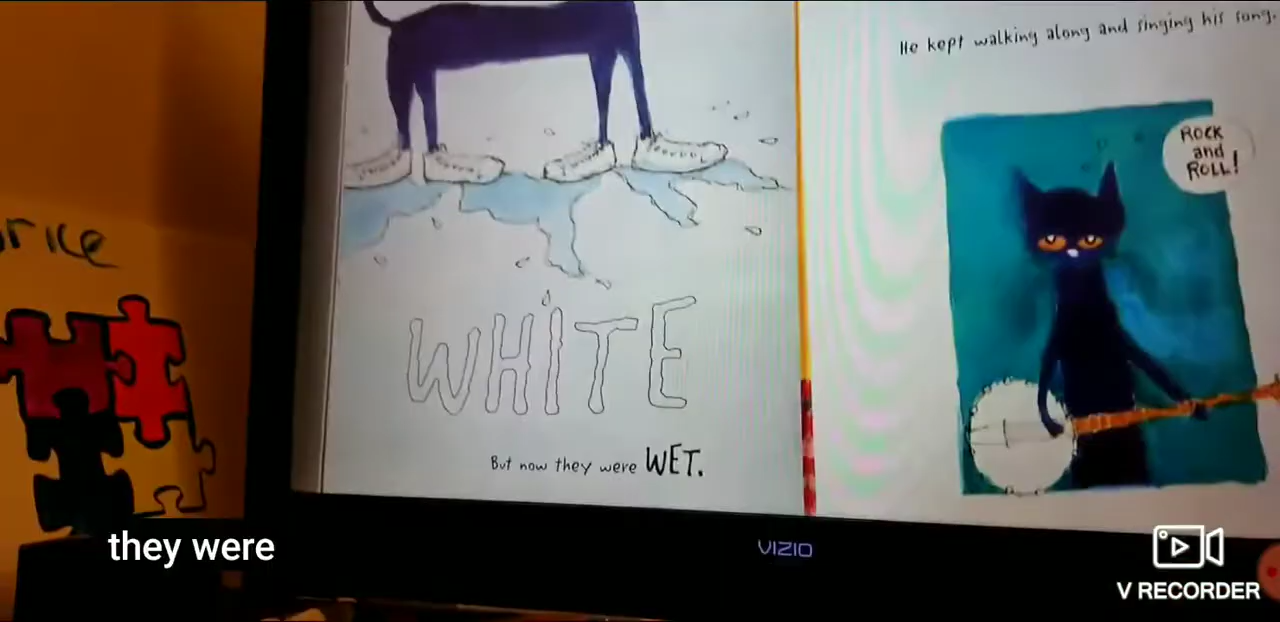 He kept walking along and singing his song.
ROCK
and
ROLL!
WHITE
But now they were WET.
they were
VIZIO
V RECORDER